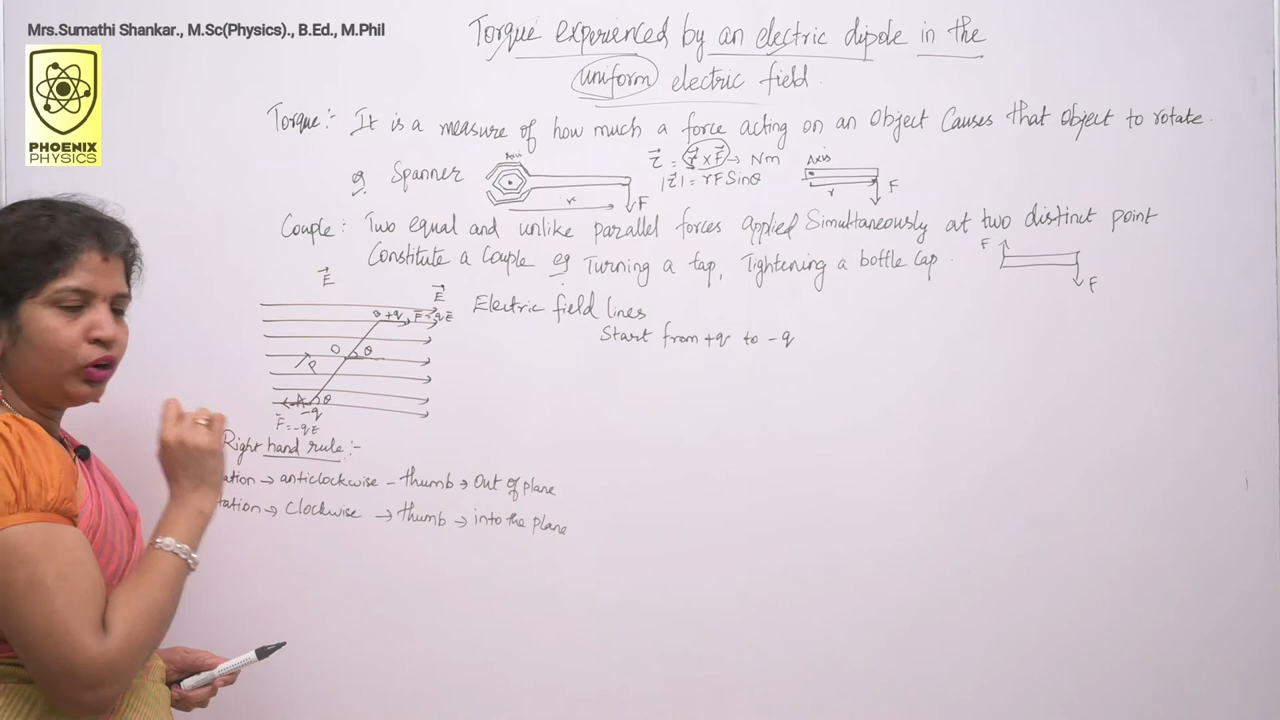 Mrs.Sumathi Shankar., M.Sc(Physics)., B.Ed., M.Phil
PHOENIX
PHYSICS
Torque experienced by an electric dipole in the
uniform electric field.
Torque:- It is a measure of how much a force acting on an Object Causes that object to rotate.
eg Spanner
Axis
r
F
τ⃗ = r⃗ × F⃗ → Nm
|τ⃗| = rFSinθ
Axis
r
F
Couple: Two equal and unlike parallel forces applied Simultaneously at two distinct point
Constitute a Couple eg Turning a tap, Tightening a bottle Cap.
F
F
E⃗
E⃗
B +q F⃗=qE⃗
O θ
P
A θ
-q
F⃗=-qE
Electric field lines
Start from +q to -q
Right hand rule:-
ation → anticlockwise - thumb → Out of plane
tation → Clockwise → thumb → into the plane